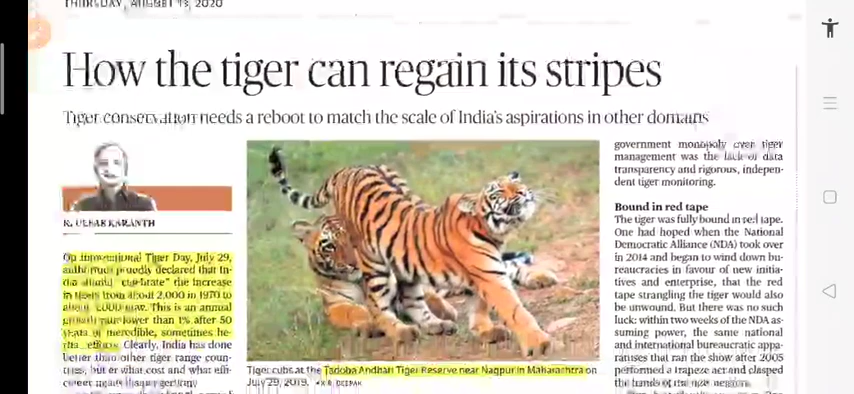 THURSDAY, AUGUST 13, 2020
How the tiger can regain its stripes
Tiger conservation needs a reboot to match the scale of India's aspirations in other domains
K. ULLAS KARANTH
On International Tiger Day, July 29,
authorities proudly declared that In-
dia should "celebrate" the increase
in tigers from about 2,000 in 1970 to
about 3,000 now. This is an annual
growth rate lower than 1% after 50
years of incredible, sometimes he-
roic, efforts. Clearly, India has done
better than other tiger range coun-
tries, but at what cost and what effi-
Tiger cubs at the Tadoba Andhari Tiger Reserve near Nagpur in Maharashtra on
July 29, 2019.
government monopoly over tiger
management was the lack of data
transparency and rigorous, indepen-
dent tiger monitoring.
Bound in red tape
The tiger was fully bound in red tape.
One had hoped when the National
Democratic Alliance (NDA) took over
in 2014 and began to wind down bu-
reaucracies in favour of new initia-
tives and enterprise, that the red
tape strangling the tiger would also
be unwound. But there was no such
luck: within two weeks of the NDA as-
suming power, the same national
and international bureaucratic appa-
ratuses that ran the show after 2005
performed a trapeze act and clasped
the hands of the new